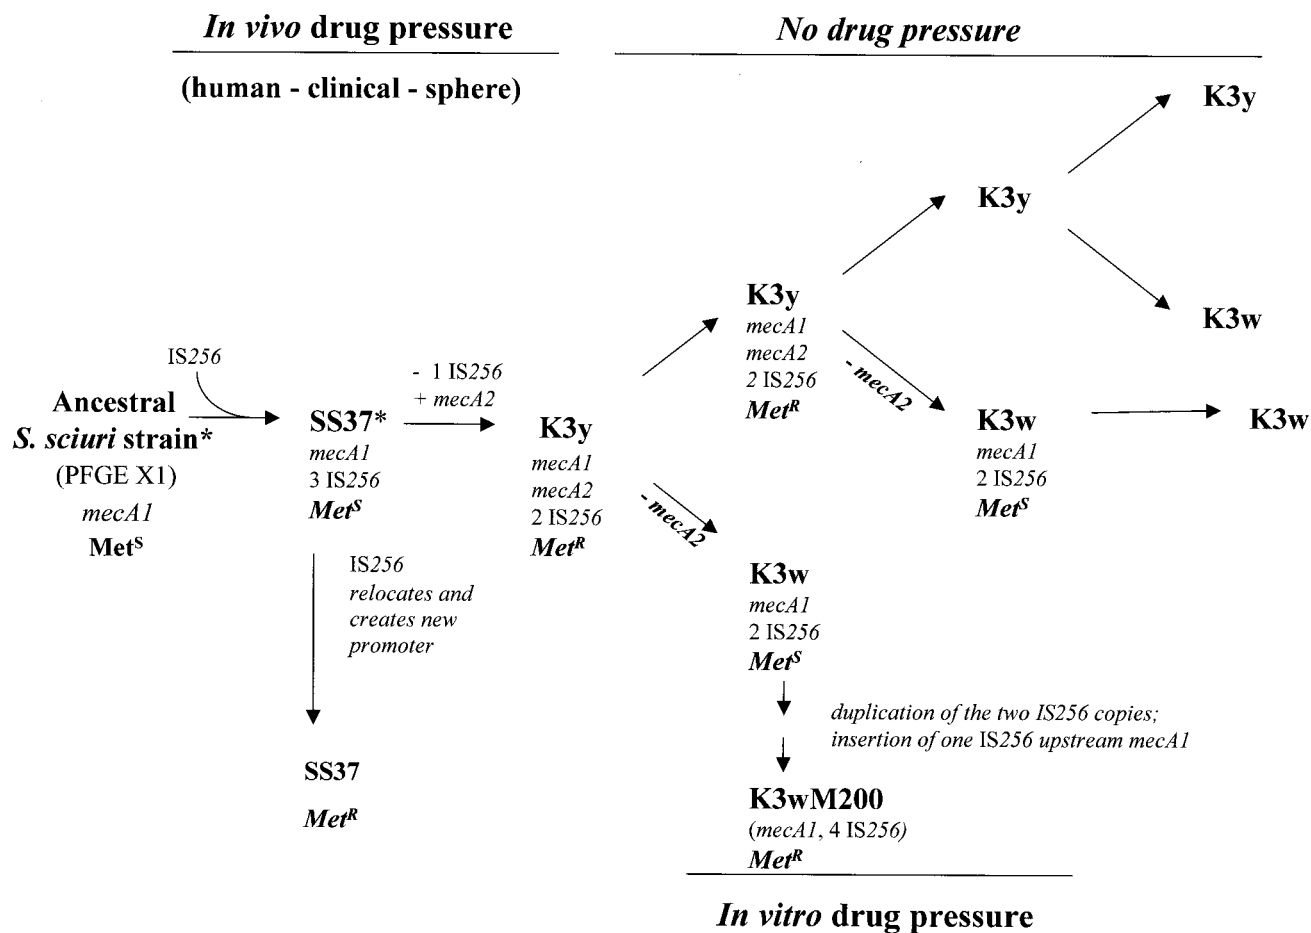 In vivo drug pressure
(human - clinical - sphere)
No drug pressure
K3y
K3y
K3w
K3y
mecA1
mecA2
2 IS256
MetR
- mecA2
K3w
mecA1
2 IS256
MetS
K3w
IS256
Ancestral
S. sciuri strain*
(PFGE X1)
mecA1
MetS
SS37*
mecA1
3 IS256
MetS
- 1 IS256
+ mecA2
K3y
mecA1
mecA2
2 IS256
MetR
- mecA2
IS256
relocates and
creates new
promoter
SS37
MetR
K3w
mecA1
2 IS256
MetS
duplication of the two IS256 copies;
insertion of one IS256 upstream mecA1
K3wM200
(mecA1, 4 IS256)
MetR
In vitro drug pressure